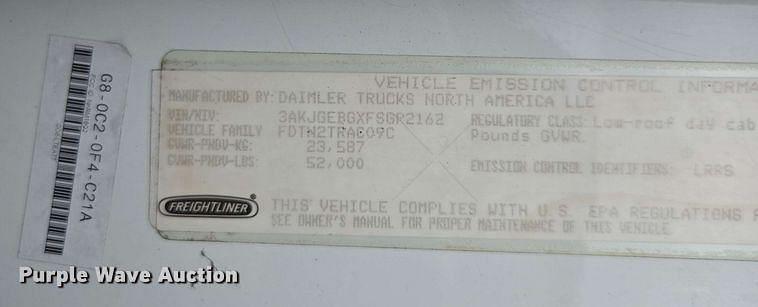 G8-0C2-0F4-C21A
VEHICLE EMISSION CONTROL INFORMA
MANUFACTURED BY: DAIMLER TRUCKS NORTH AMERICA LLC
VIN/NIV: 3AKJGEBGXFSGR2162
REGULATORY CLASS: Low-roof day cab
VEHICLE FAMILY
Pounds GVWR.
GVWR-PNBV-KG: 23,587
GVWR-PNBV-LBS: 52,000
EMISSION CONTROL IDENTIFIERS: LRRS
FREIGHTLINER
THIS VEHICLE COMPLIES WITH U.S. EPA REGULATIONS F
SEE OWNER'S MANUAL FOR PROPER MAINTENANCE OF THIS VEHICLE
Purple Wave Auction